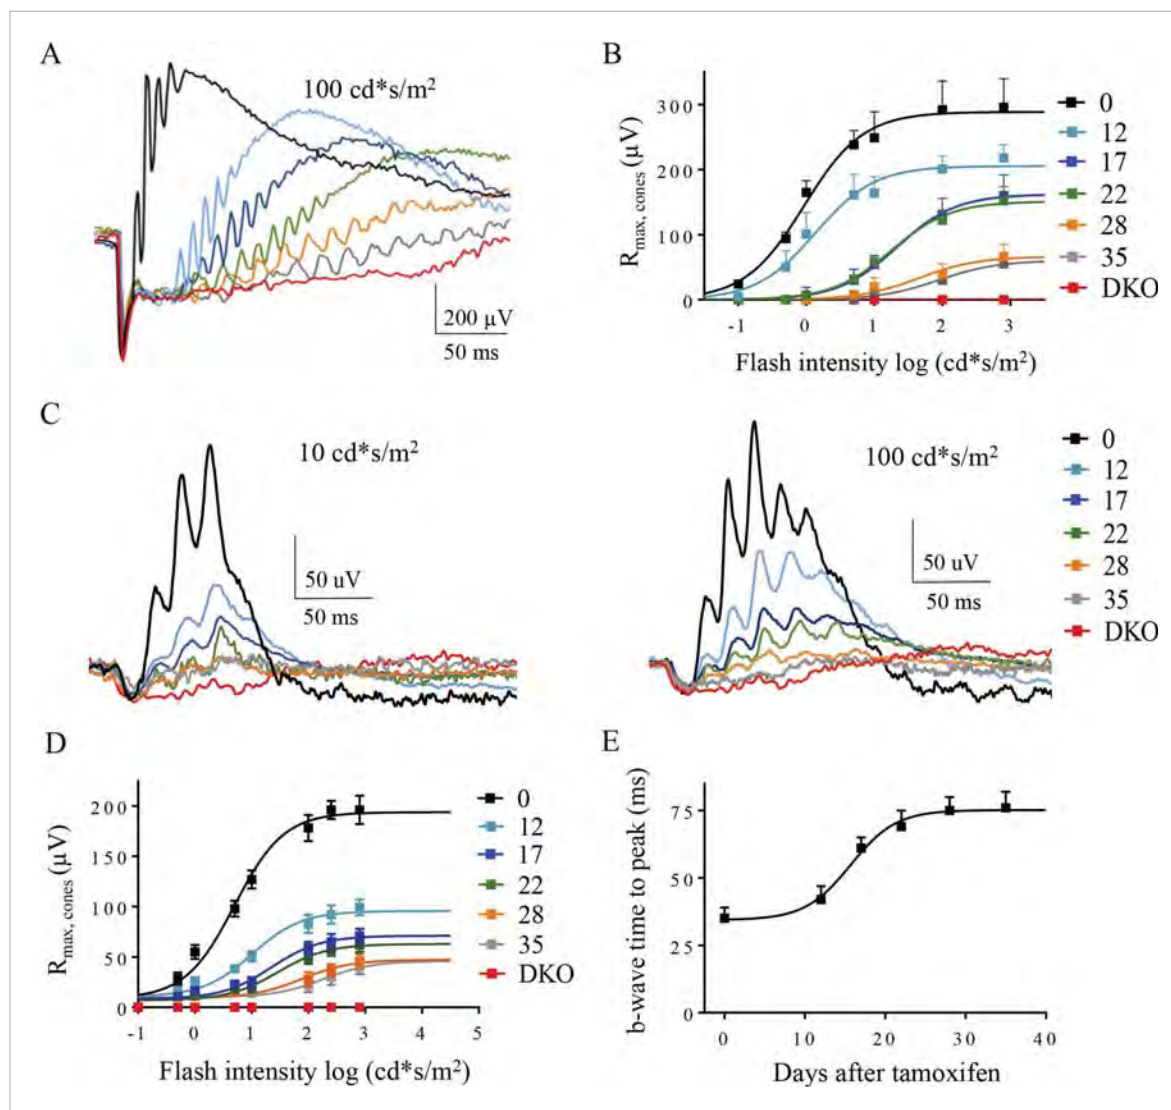 A
100 cd*s/m²
200 µV
50 ms
B
Rmax, cones (µV)
300
200
100
0
-1
0
1
2
3
Flash intensity log (cd*s/m²)
0
12
17
22
28
35
DKO
C
10 cd*s/m²
50 uV
50 ms
100 cd*s/m²
50 uV
50 ms
0
12
17
22
28
35
DKO
D
Rmax, cones (µV)
200
150
100
50
0
-1
0
1
2
3
4
5
Flash intensity log (cd*s/m²)
0
12
17
22
28
35
DKO
E
b-wave time to peak (ms)
75
50
25
0
0
10
20
30
40
Days after tamoxifen